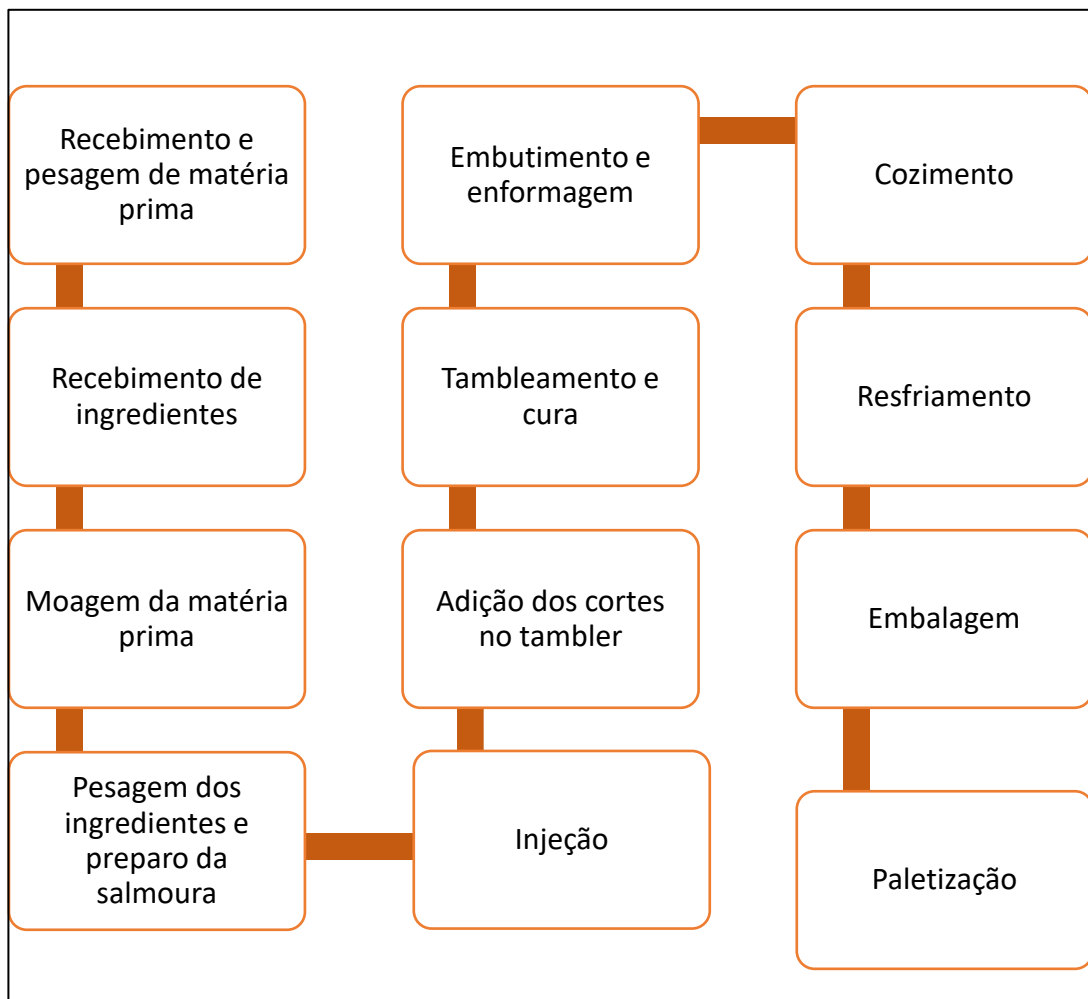 Recebimento e
pesagem de matéria
prima
Recebimento de
ingredientes
Moagem da matéria
prima
Pesagem dos
ingredientes e
preparo da
salmoura
Injeção
Adição dos cortes
no tambler
Tambleamento e
cura
Embutimento e
enformagem
Cozimento
Resfriamento
Embalagem
Paletização